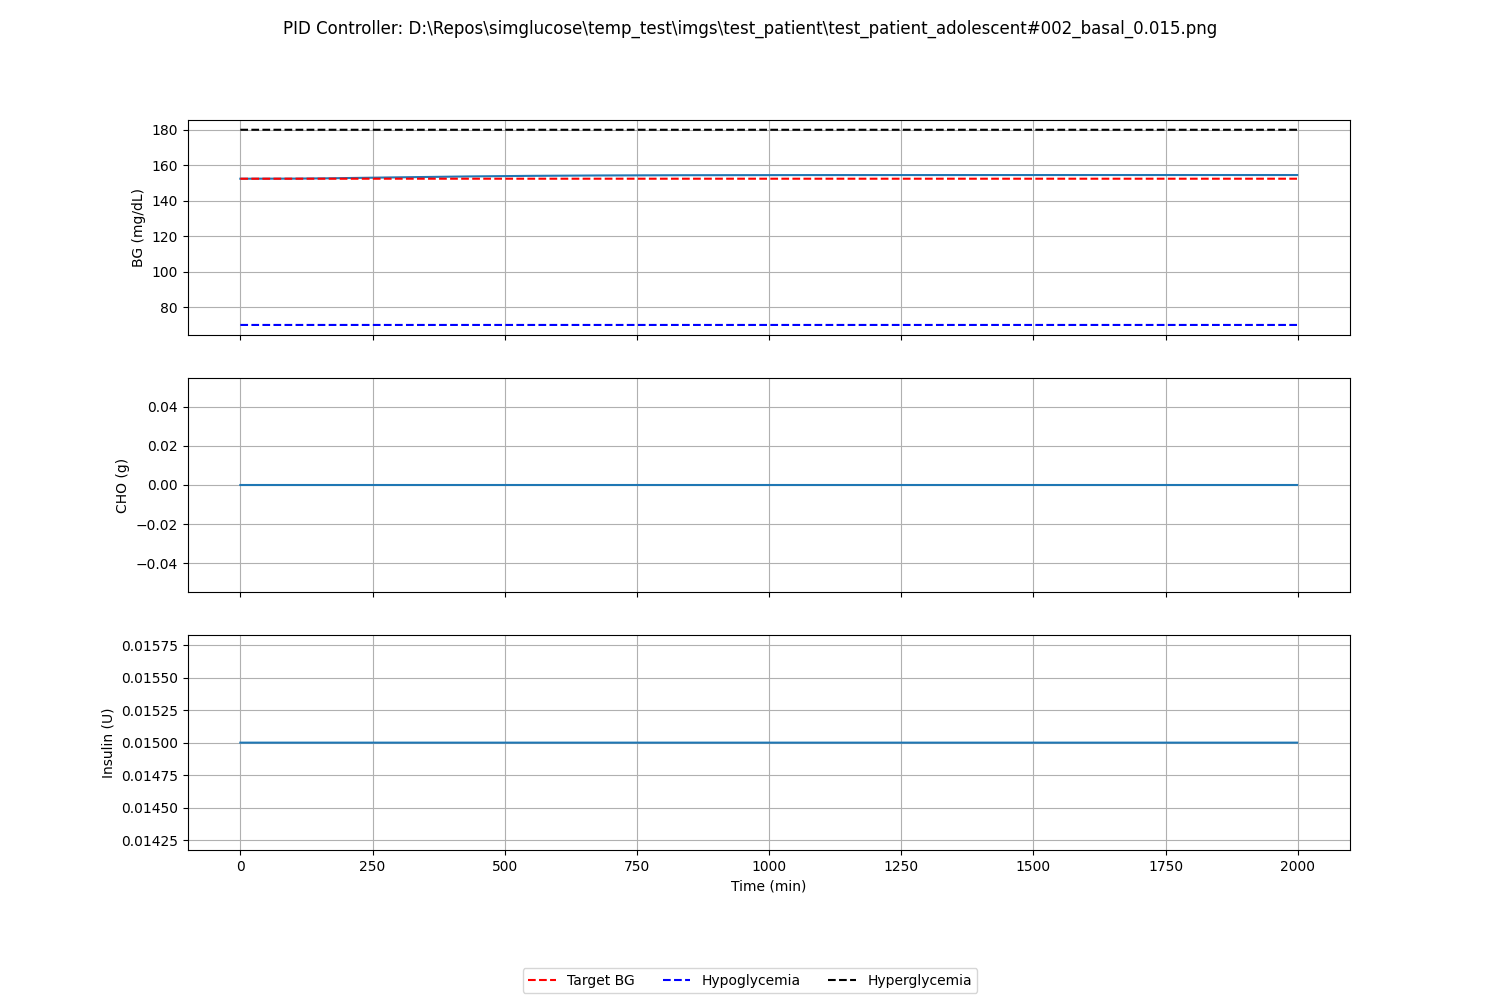 PID Controller: D:\Repos\simglucose\temp_test\imgs\test_patient\test_patient_adolescent#002_basal_0.015.png
180
160
140
120
100
80
BG (mg/dL)
0.04
0.02
0.00
−0.02
−0.04
CHO (g)
0.01575
0.01550
0.01525
0.01500
0.01475
0.01450
0.01425
Insulin (U)
0 250 500 750 1000 1250 1500 1750 2000
Time (min)
Target BG Hypoglycemia Hyperglycemia